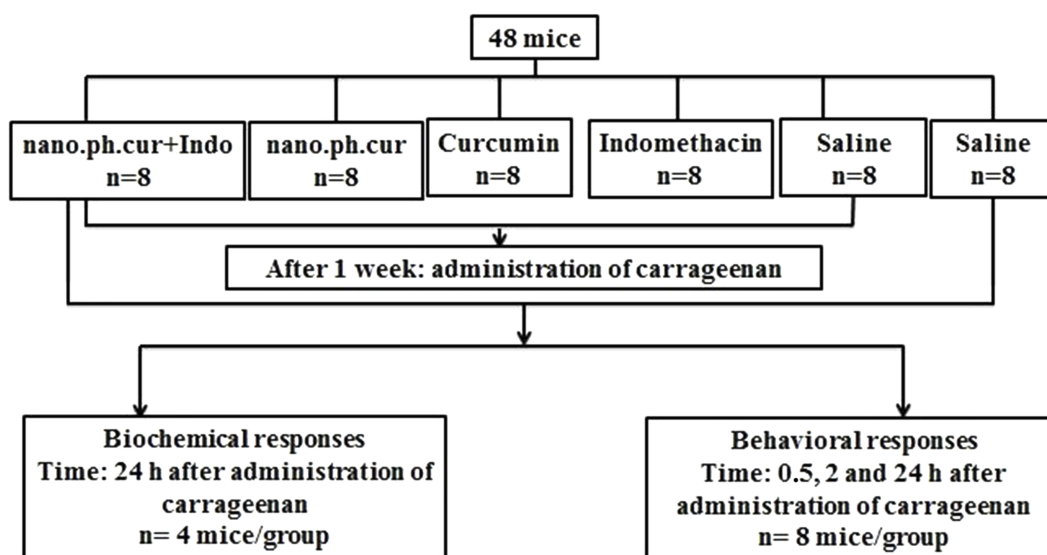 48 mice
nano.ph.cur+Indo
n=8
nano.ph.cur
n=8
Curcumin
n=8
Indomethacin
n=8
Saline
n=8
Saline
n=8
After 1 week: administration of carrageenan
Biochemical responses
Time: 24 h after administration of
carrageenan
n= 4 mice/group
Behavioral responses
Time: 0.5, 2 and 24 h after
administration of carrageenan
n= 8 mice/group